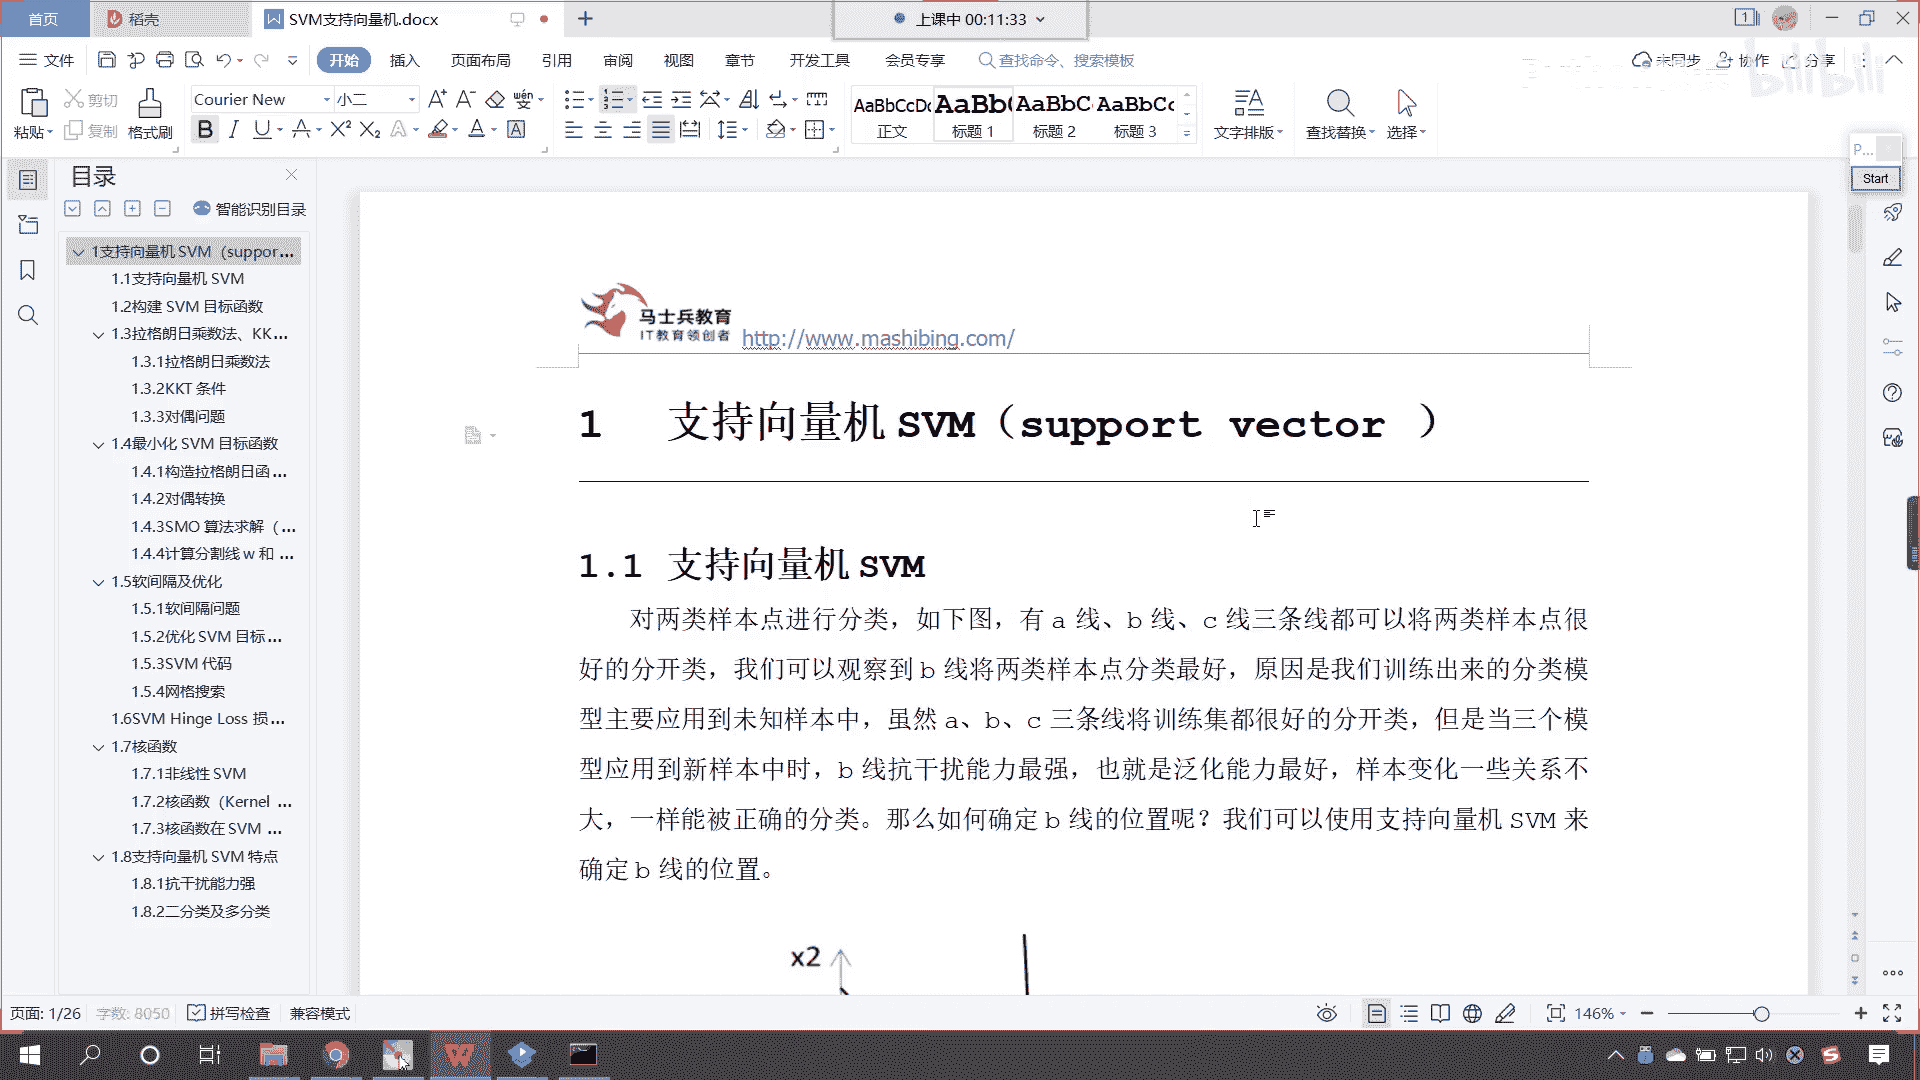 首页
稻壳
SVM支持向量机.docx
上课中 00:11:33
文件
开始
插入
页面布局
引用
审阅
视图
章节
开发工具
会员专享
查找命令、搜索模板
未同步
协作
分享
bilibili
粘贴
剪切
复制
格式刷
Courier New
小二
AaBbCcDd
正文
AaBb(
标题 1
AaBbC
标题 2
AaBbC
标题 3
文字排版
查找替换
选择
P...
Start
目录
智能识别目录
1支持向量机 SVM（suppor...
1.1支持向量机 SVM
1.2构建 SVM 目标函数
1.3拉格朗日乘数法、KK...
1.3.1拉格朗日乘数法
1.3.2KKT 条件
1.3.3对偶问题
1.4最小化 SVM 目标函数
1.4.1构造拉格朗日函 ...
1.4.2对偶转换
1.4.3SMO 算法求解（ ...
1.4.4计算分割线 w 和 ...
1.5软间隔及优化
1.5.1软间隔问题
1.5.2优化 SVM 目标 ...
1.5.3SVM 代码
1.5.4网格搜索
1.6SVM Hinge Loss 损 ...
1.7核函数
1.7.1非线性 SVM
1.7.2核函数（Kernel ...
1.7.3核函数在 SVM ...
1.8支持向量机 SVM 特点
1.8.1抗干扰能力强
1.8.2二分类及多分类
马士兵教育
IT教育领创者
http://www.mashibing.com/
1 支持向量机 SVM（support vector ）
1.1 支持向量机 SVM
对两类样本点进行分类，如下图，有 a 线、b 线、c 线三条线都可以将两类样本点很
好的分开类，我们可以观察到 b 线将两类样本点分类最好，原因是我们训练出来的分类模
型主要应用到未知样本中，虽然 a、b、c 三条线将训练集都很好的分开类，但是当三个模
型应用到新样本中时，b 线抗干扰能力最强，也就是泛化能力最好，样本变化一些关系不
大，一样能被正确的分类。那么如何确定 b 线的位置呢？我们可以使用支持向量机 SVM 来
确定 b 线的位置。
x2
页面: 1/26
字数: 8050
拼写检查
兼容模式
146%